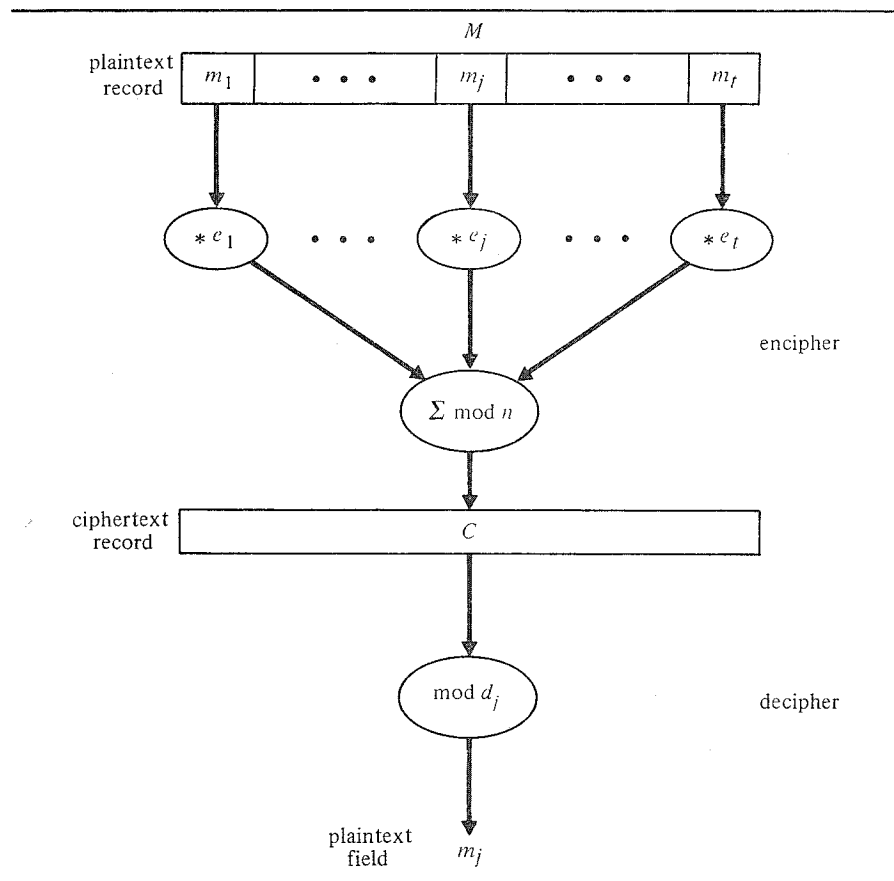 M
plaintext
record
m₁ • • • mⱼ • • • mₜ
* e₁ • • • * eⱼ • • • * eₜ
encipher
Σ mod n
ciphertext
record
C
mod dⱼ
decipher
plaintext
field
mⱼ